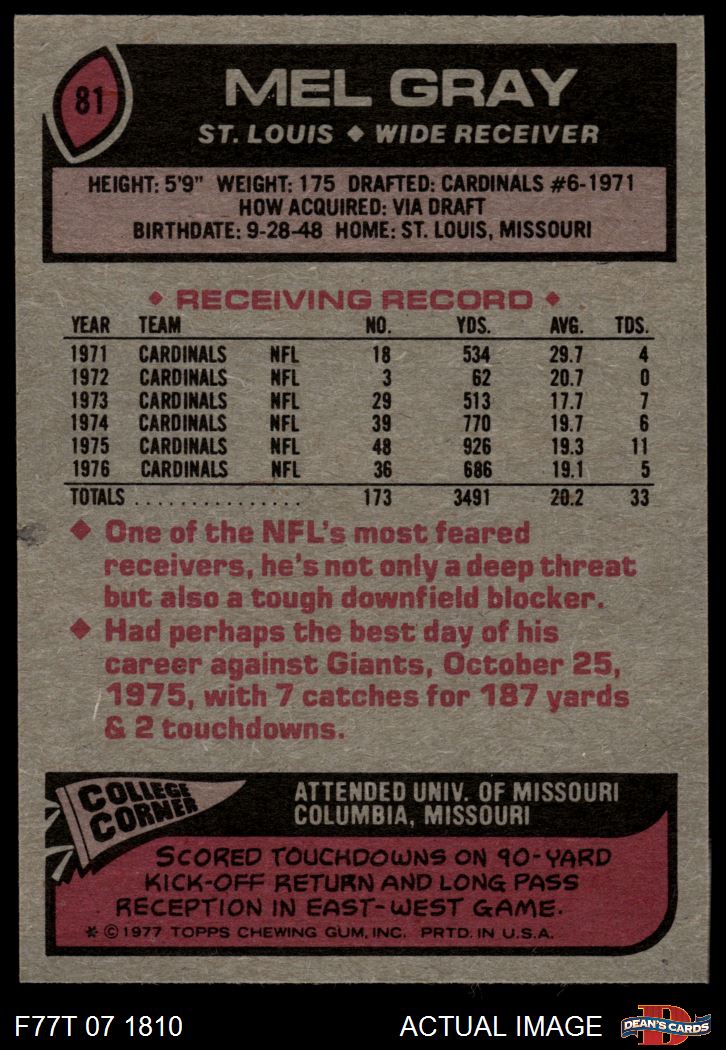 81
MEL GRAY
ST. LOUIS ♦ WIDE RECEIVER
HEIGHT: 5'9" WEIGHT: 175 DRAFTED: CARDINALS #6-1971
HOW ACQUIRED: VIA DRAFT
BIRTHDATE: 9-28-48 HOME: ST. LOUIS, MISSOURI
♦ RECEIVING RECORD ♦
YEAR TEAM NO. YDS. AVG. TDS.
1971 CARDINALS NFL 18 534 29.7 4
1972 CARDINALS NFL 3 62 20.7 0
1973 CARDINALS NFL 29 513 17.7 7
1974 CARDINALS NFL 39 770 19.7 6
1975 CARDINALS NFL 48 926 19.3 11
1976 CARDINALS NFL 36 686 19.1 5
TOTALS ................ 173 3491 20.2 33
♦ One of the NFL's most feared
receivers, he's not only a deep threat
but also a tough downfield blocker.
♦ Had perhaps the best day of his
career against Giants, October 25,
1975, with 7 catches for 187 yards
& 2 touchdowns.
COLLEGE
CORNER
ATTENDED UNIV. OF MISSOURI
COLUMBIA, MISSOURI
SCORED TOUCHDOWNS ON 90-YARD
KICK-OFF RETURN AND LONG PASS
RECEPTION IN EAST-WEST GAME.
* © 1977 TOPPS CHEWING GUM, INC. PRTD. IN U.S.A.
F77T 07 1810
ACTUAL IMAGE
D
DEAN'S CARDS